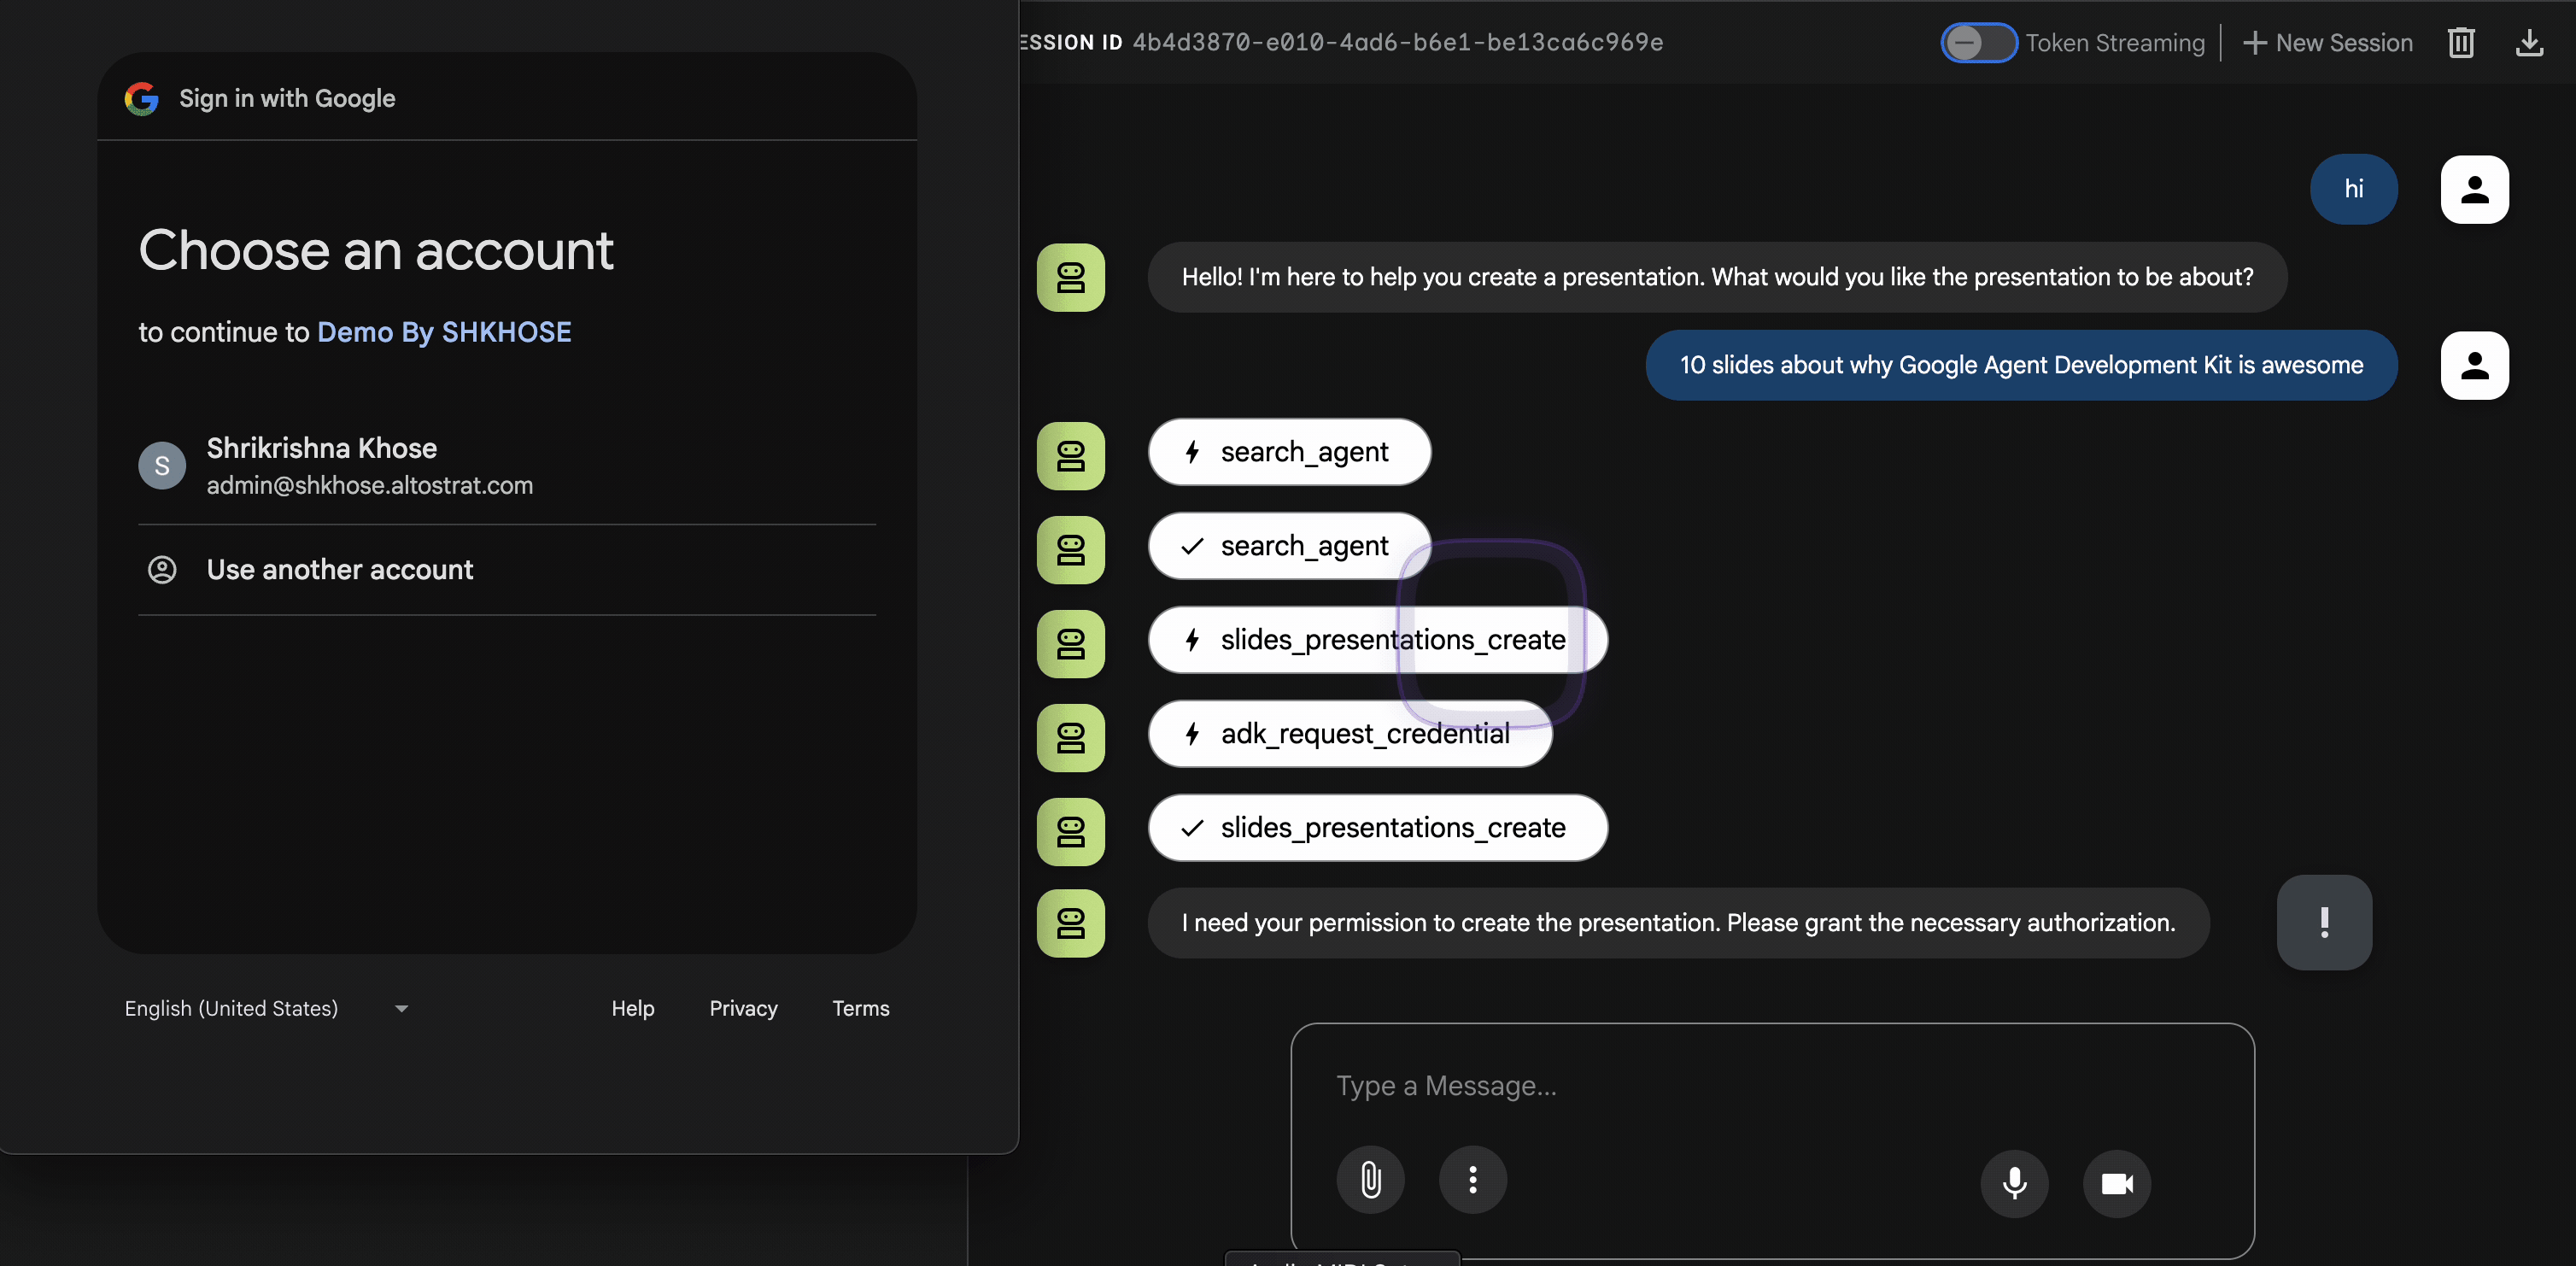 Sign in with Google
Choose an account
to continue to Demo By SHKHOSE
S
Shrikrishna Khose
admin@shkhose.altostrat.com
Use another account
English (United States)
Help
Privacy
Terms
ESSION ID 4b4d3870-e010-4ad6-b6e1-be13ca6c969e
Token Streaming
New Session
hi
Hello! I'm here to help you create a presentation. What would you like the presentation to be about?
10 slides about why Google Agent Development Kit is awesome
search_agent
search_agent
slides_presentations_create
adk_request_credential
slides_presentations_create
I need your permission to create the presentation. Please grant the necessary authorization.
!
Type a Message...